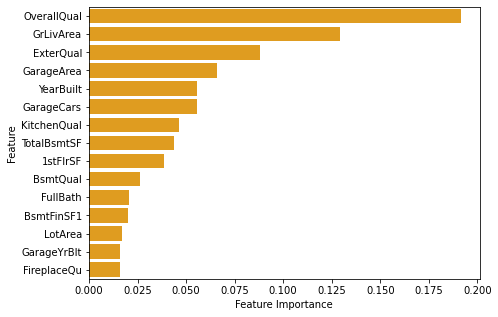 OverallQual
GrLivArea
ExterQual
GarageArea
YearBuilt
GarageCars
KitchenQual
TotalBsmtSF
1stFlrSF
BsmtQual
FullBath
BsmtFinSF1
LotArea
GarageYrBlt
FireplaceQu
Feature
0.000 0.025 0.050 0.075 0.100 0.125 0.150 0.175 0.200
Feature Importance